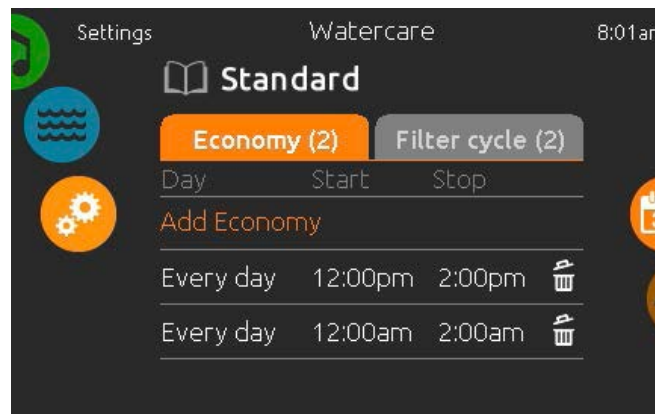 Settings Watercare 8:01am
Standard
Economy (2) Filter cycle (2)
Day Start Stop
Add Economy
Every day 12:00pm 2:00pm
Every day 12:00am 2:00am